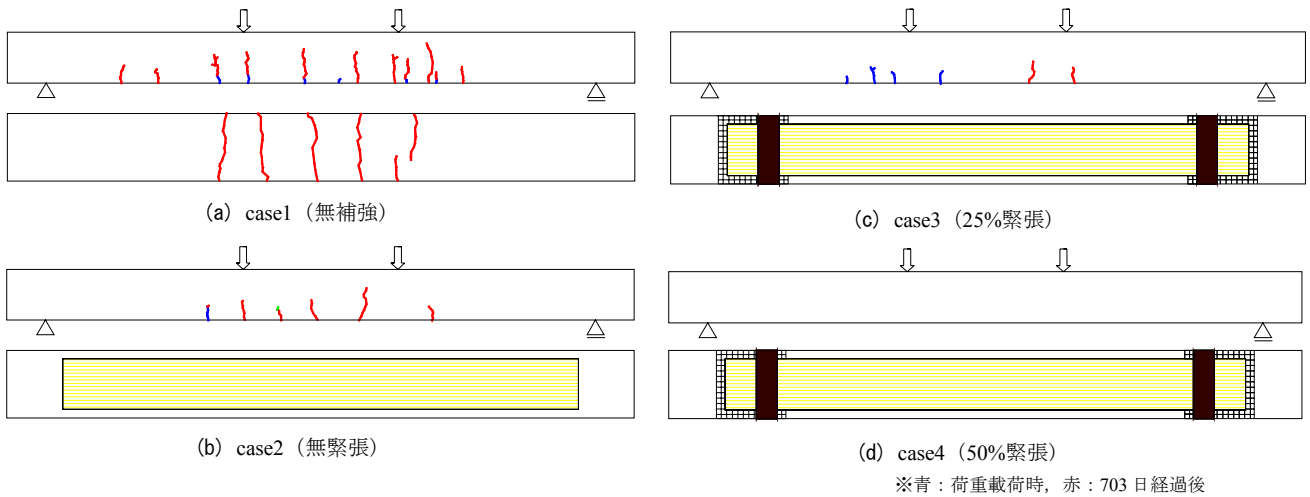 (a) case1（無補強）
(b) case2（無緊張）
(c) case3（25%緊張）
(d) case4（50%緊張）
※青：荷重載荷時，赤：703 日経過後